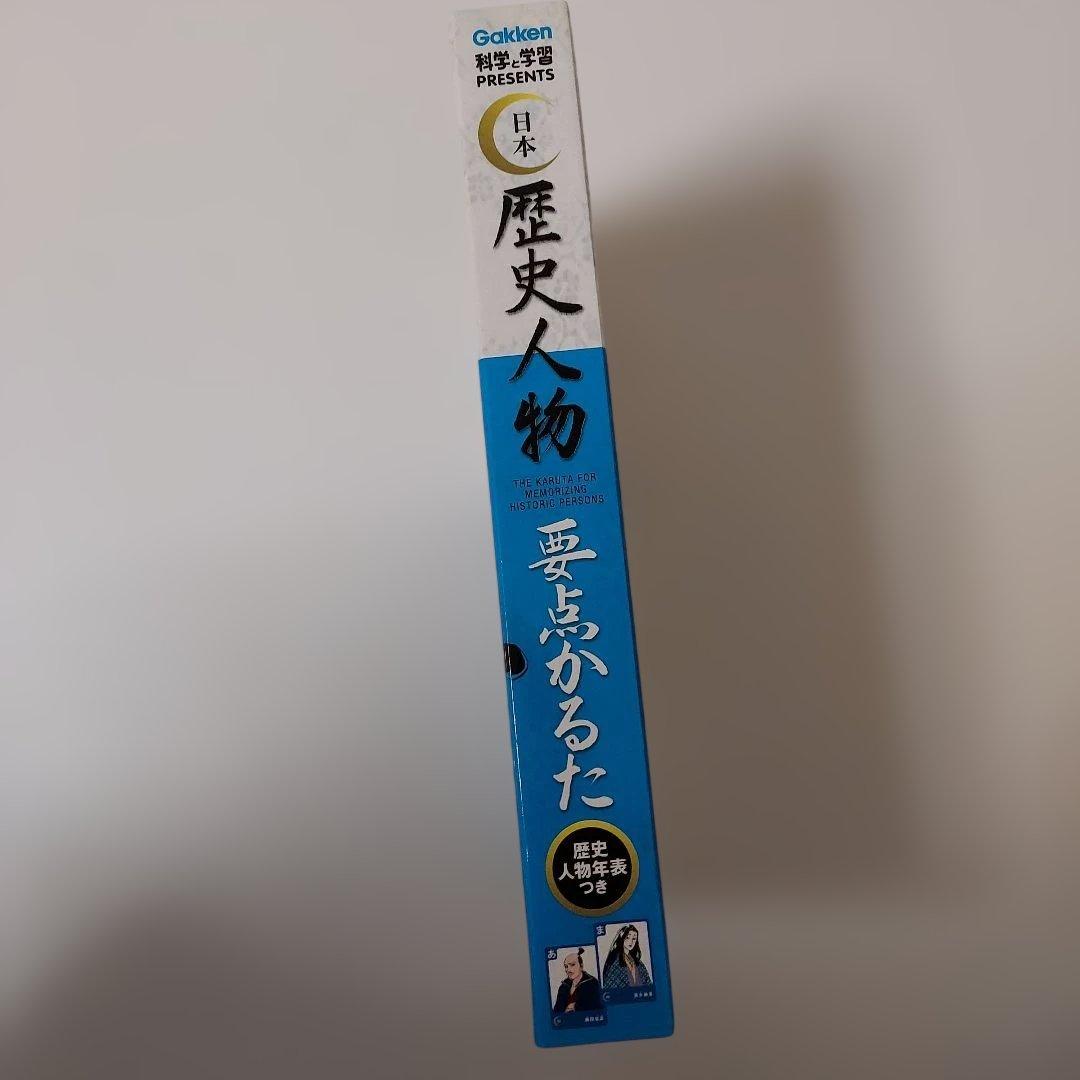 Gakken
科学と学習
PRESENTS
日本
歴史人物
THE KARUTA FOR
MEMORIZING
HISTORIC PERSONS
要点かるた
歴史
人物年表
つき
あ
ま